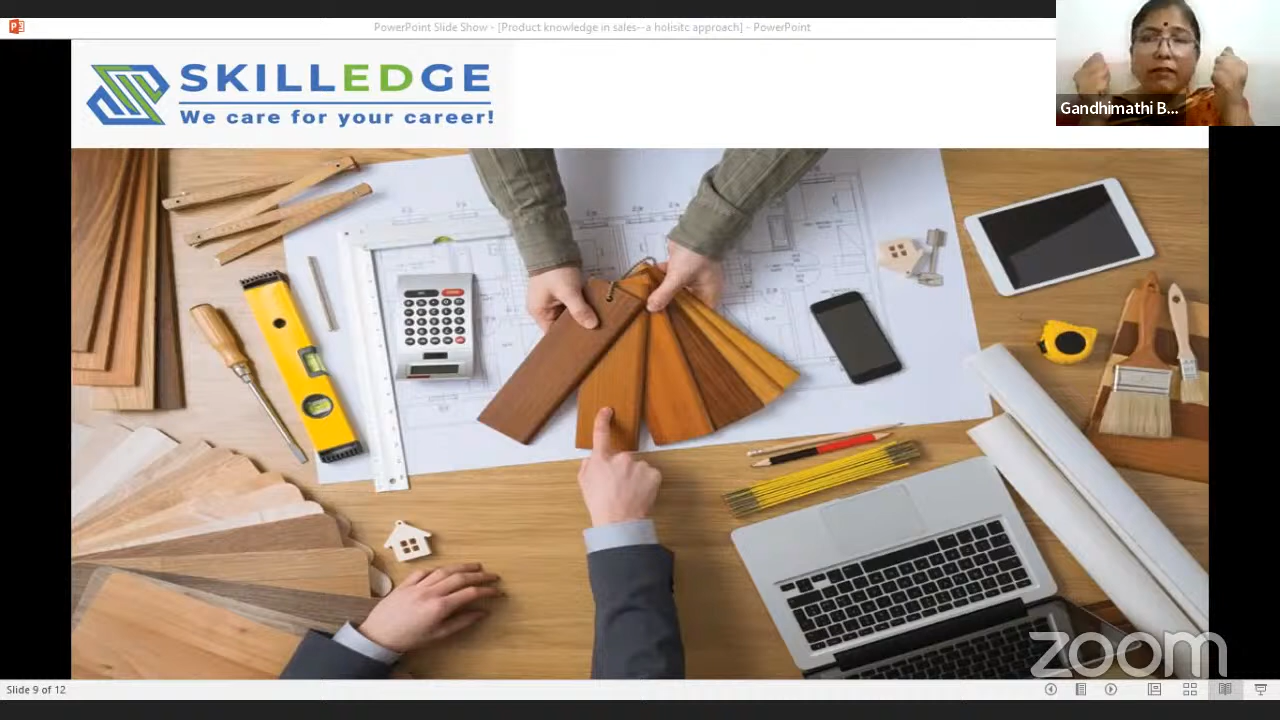 PowerPoint Slide Show - [Product knowledge in sales--a holisitc approach] - PowerPoint
SKILLEDGE
We care for your career!
Gandhimathi B...
zoom
Slide 9 of 12